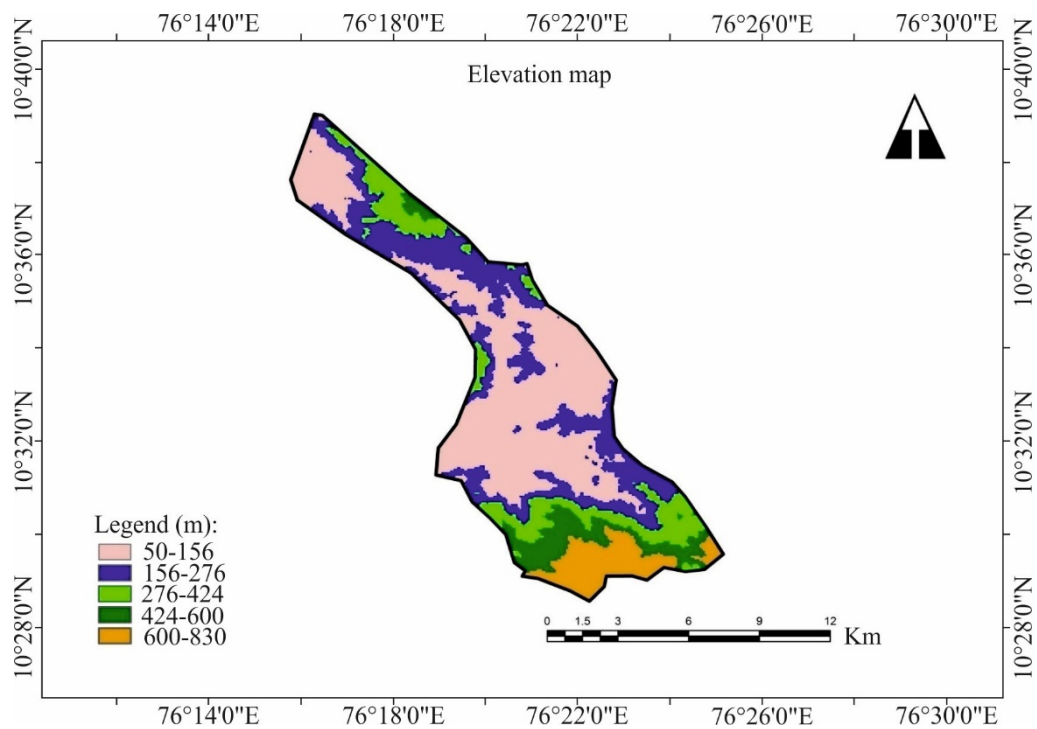 76°14'0"E 76°18'0"E 76°22'0"E 76°26'0"E 76°30'0"E
Elevation map
10°40'0"N 10°40'0"N
10°36'0"N 10°36'0"N
10°32'0"N 10°32'0"N
10°28'0"N 10°28'0"N
Legend (m):
50-156
156-276
276-424
424-600
600-830
0 1.5 3 6 9 12
Km
76°14'0"E 76°18'0"E 76°22'0"E 76°26'0"E 76°30'0"E